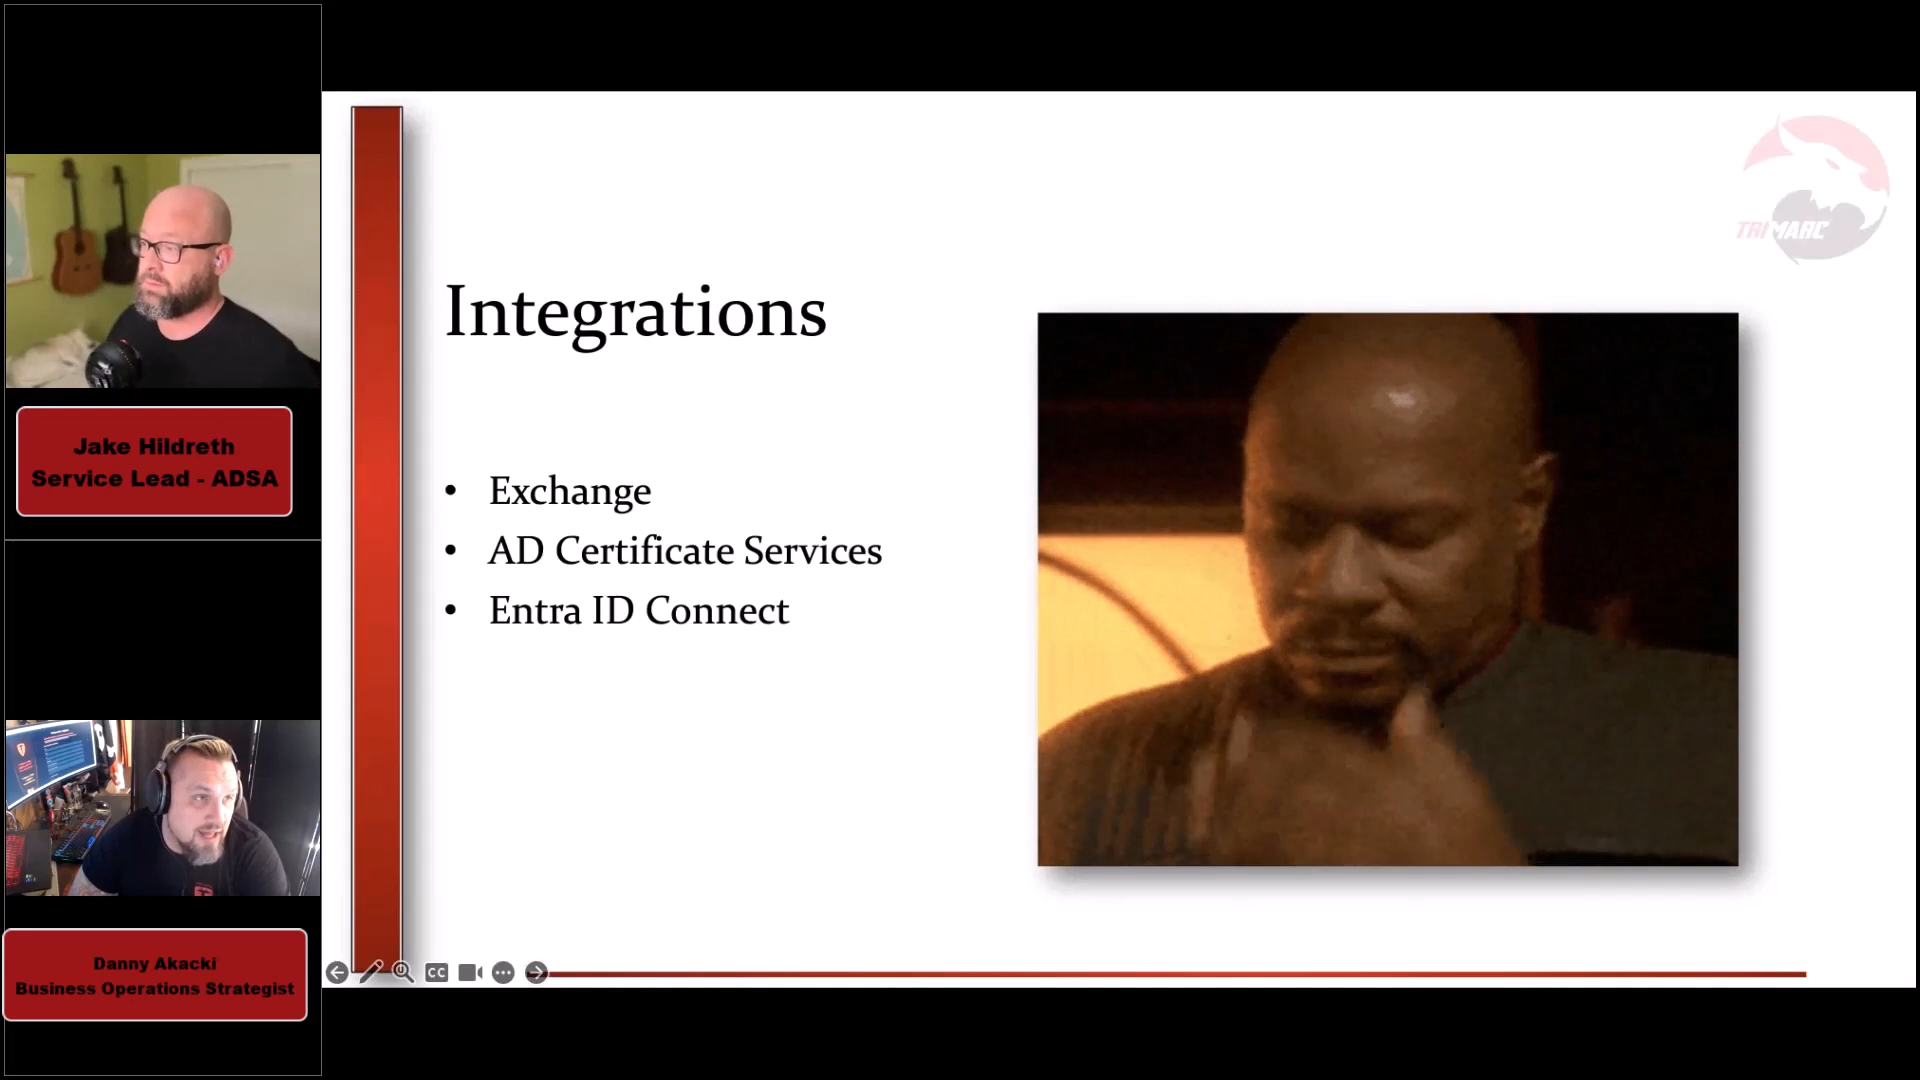 Jake Hildreth
Service Lead - ADSA
Danny Akacki
Business Operations Strategist
TRIMARC
Integrations
• Exchange
• AD Certificate Services
• Entra ID Connect
CC